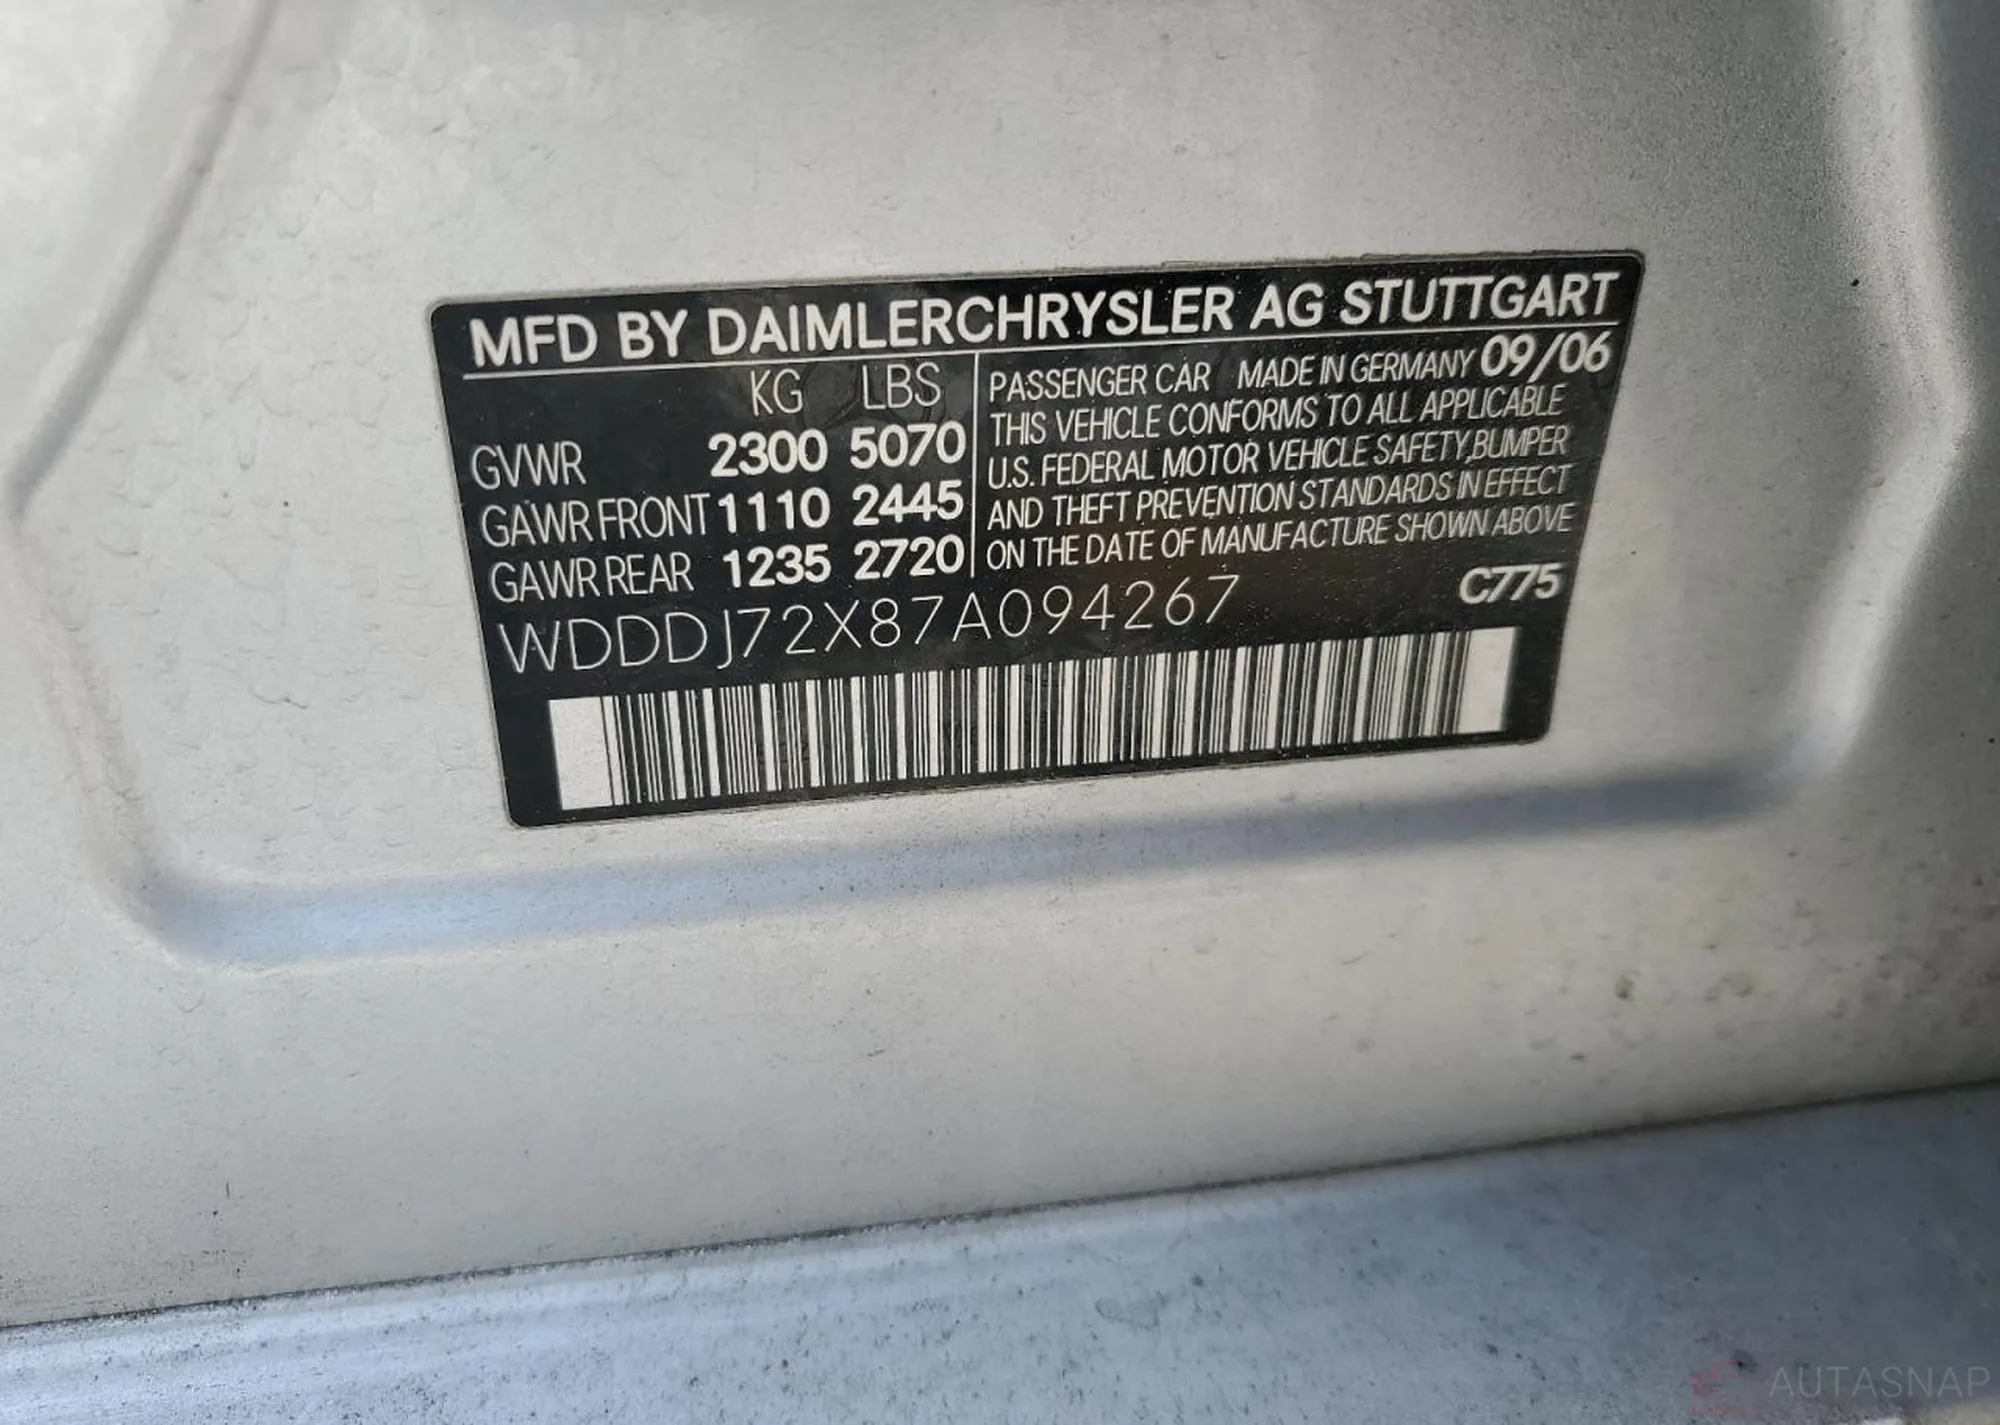 MFD BY DAIMLERCHRYSLER AG STUTTGART
KG LBS
GVWR 2300 5070
GAWR FRONT 1110 2445
GAWR REAR 1235 2720
PASSENGER CAR MADE IN GERMANY 09/06
THIS VEHICLE CONFORMS TO ALL APPLICABLE
U.S. FEDERAL MOTOR VEHICLE SAFETY,BUMPER
AND THEFT PREVENTION STANDARDS IN EFFECT
ON THE DATE OF MANUFACTURE SHOWN ABOVE
WDDDJ72X87A094267
C775
AUTASNAP